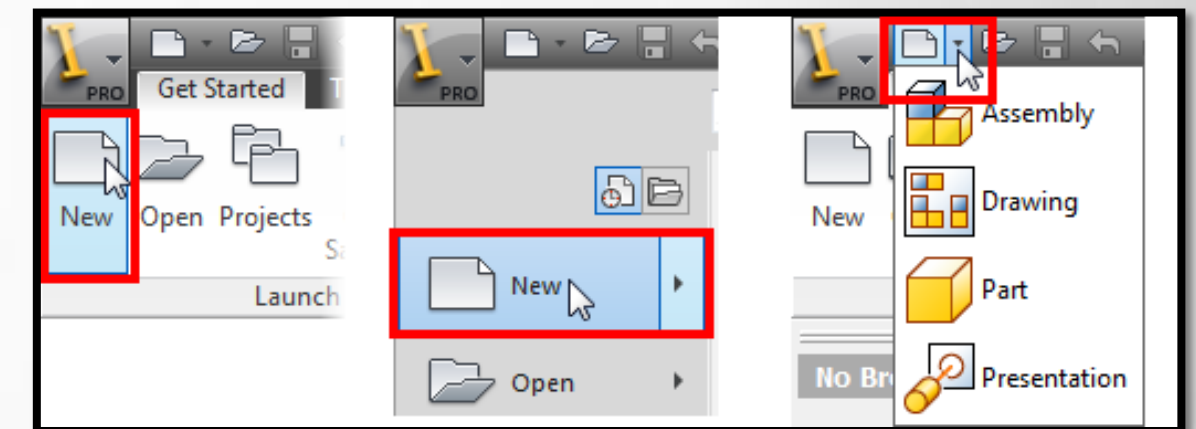 PRO
Get Started
New Open Projects
Launch
PRO
New
Open
PRO
Assembly
Drawing
New
Part
No Br
Presentation